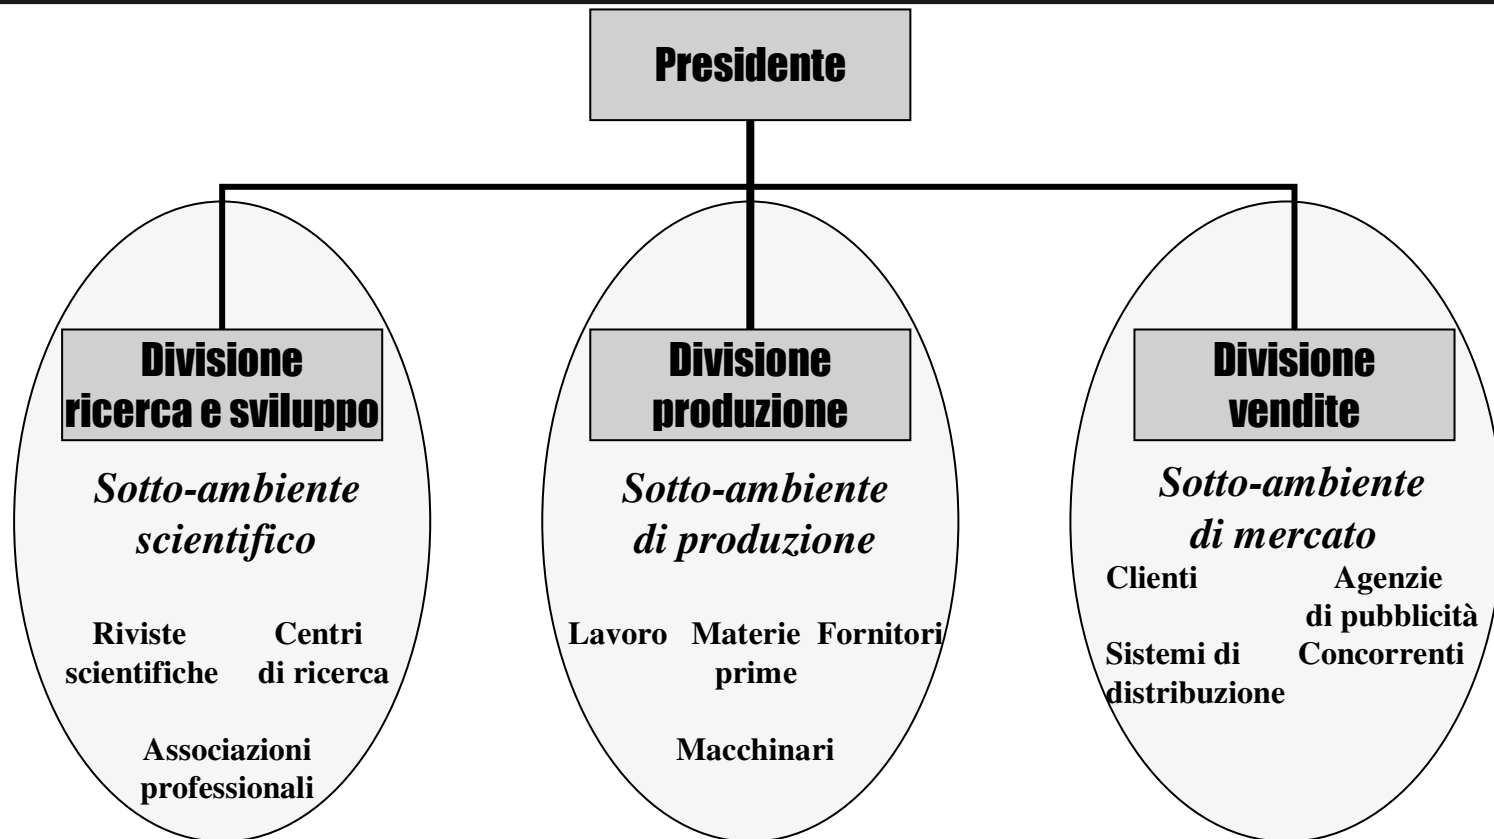 Presidente
Divisione
ricerca e sviluppo
Sotto-ambiente
scientifico
Riviste
scientifiche
Centri
di ricerca
Associazioni
professionali
Divisione
produzione
Sotto-ambiente
di produzione
Lavoro
Materie
prime
Fornitori
Macchinari
Divisione
vendite
Sotto-ambiente
di mercato
Clienti
Agenzie
di pubblicità
Sistemi di
distribuzione
Concorrenti